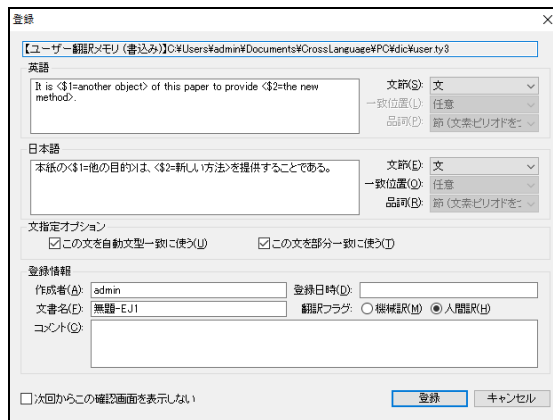 登録
【ユーザー翻訳メモリ（書込み）】C:¥Users¥admin¥Documents¥CrossLanguage¥PC¥dic¥user.ty3
英語
It is <$1=another object> of this paper to provide <$2=the new
method>.
文節(S): 文
一致位置(L): 任意
品詞(P): 節（文素ピリオドを:
日本語
本紙の<$1=他の目的>は、<$2=新しい方法>を提供することである。
文節(E): 文
一致位置(O): 任意
品詞(R): 節（文素ピリオドを:
文指定オプション
この文を自動文型一致に使う(U) この文を部分一致に使う(T)
登録情報
作成者(A): admin 登録日時(D):
文書名(F): 無題-EJ1 翻訳フラグ: 機械訳(M) 人間訳(H)
コメント(C):
次回からこの確認画面を表示しない 登録 キャンセル